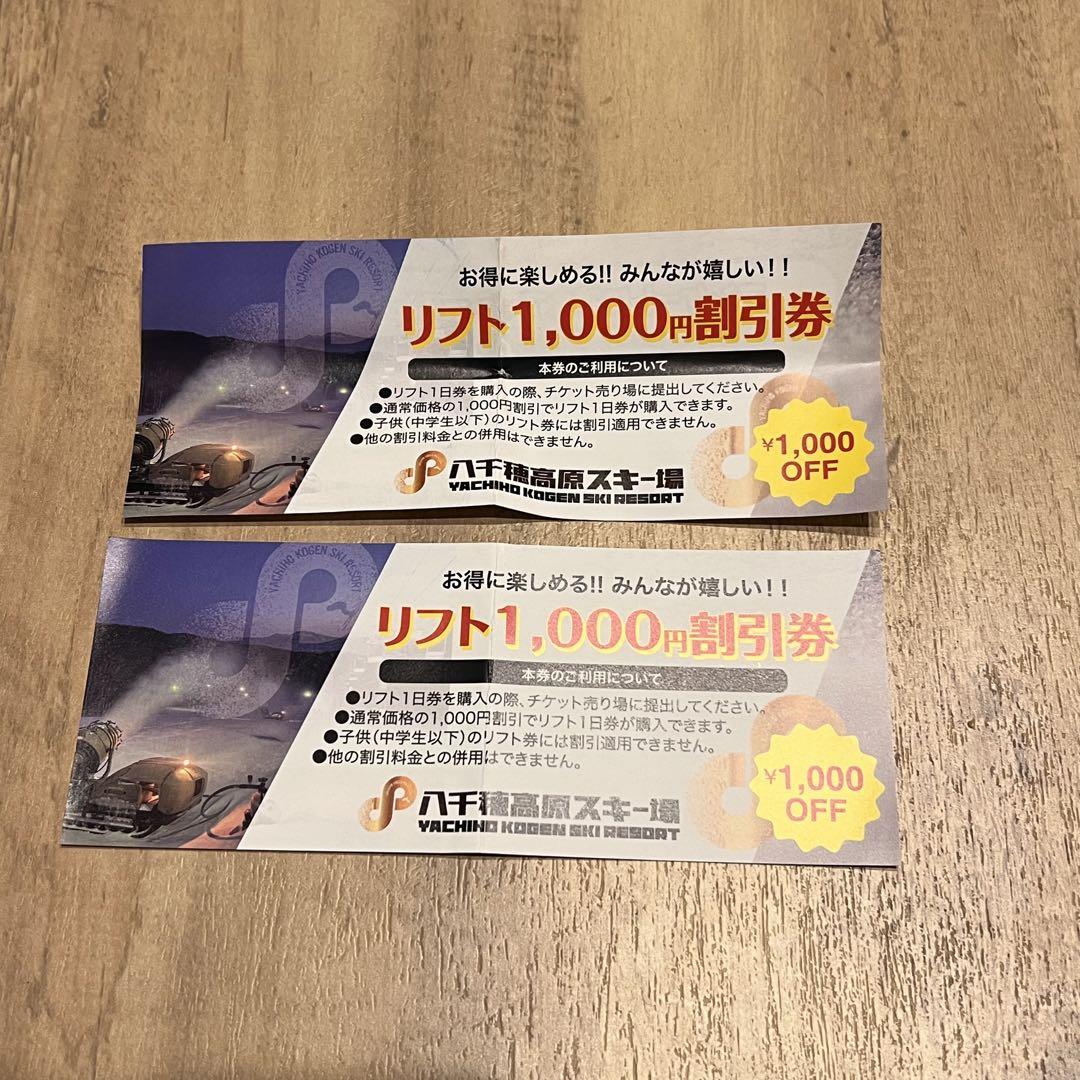 YACHIHO KOGEN SKI RESORT
お得に楽しめる!! みんなが嬉しい!!
リフト1,000円割引券
本券のご利用について
●リフト1日券を購入の際、チケット売り場に提出してください。
●通常価格の1,000円割引でリフト1日券が購入できます。
●子供(中学生以下)のリフト券には割引適用できません。
●他の割引料金との併用はできません。
¥1,000
OFF
八千穂高原スキー場
YACHIHO KOGEN SKI RESORT
YACHIHO KOGEN SKI RESORT
お得に楽しめる!! みんなが嬉しい!!
リフト1,000円割引券
本券のご利用について
●リフト1日券を購入の際、チケット売り場に提出してください。
●通常価格の1,000円割引でリフト1日券が購入できます。
●子供(中学生以下)のリフト券には割引適用できません。
●他の割引料金との併用はできません。
¥1,000
OFF
八千穂高原スキー場
YACHIHO KOGEN SKI RESORT